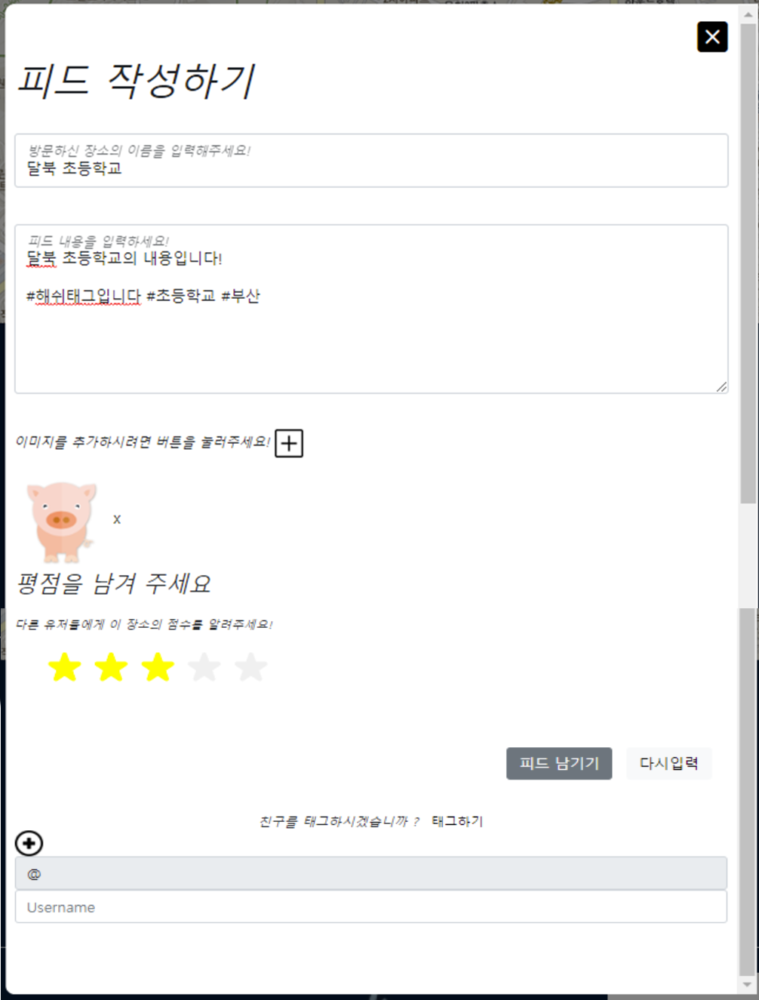 피드 작성하기
방문하신 장소의 이름을 입력해주세요!
달북 초등학교
피드 내용을 입력하세요!
달북 초등학교의 내용입니다!
#해쉬태그입니다 #초등학교 #부산
이미지를 추가하시려면 버튼을 눌러주세요!
x
평점을 남겨 주세요
다른 유저들에게 이 장소의 점수를 알려주세요!
피드 남기기 다시입력
친구를 태그하시겠습니까 ? 태그하기
@
Username